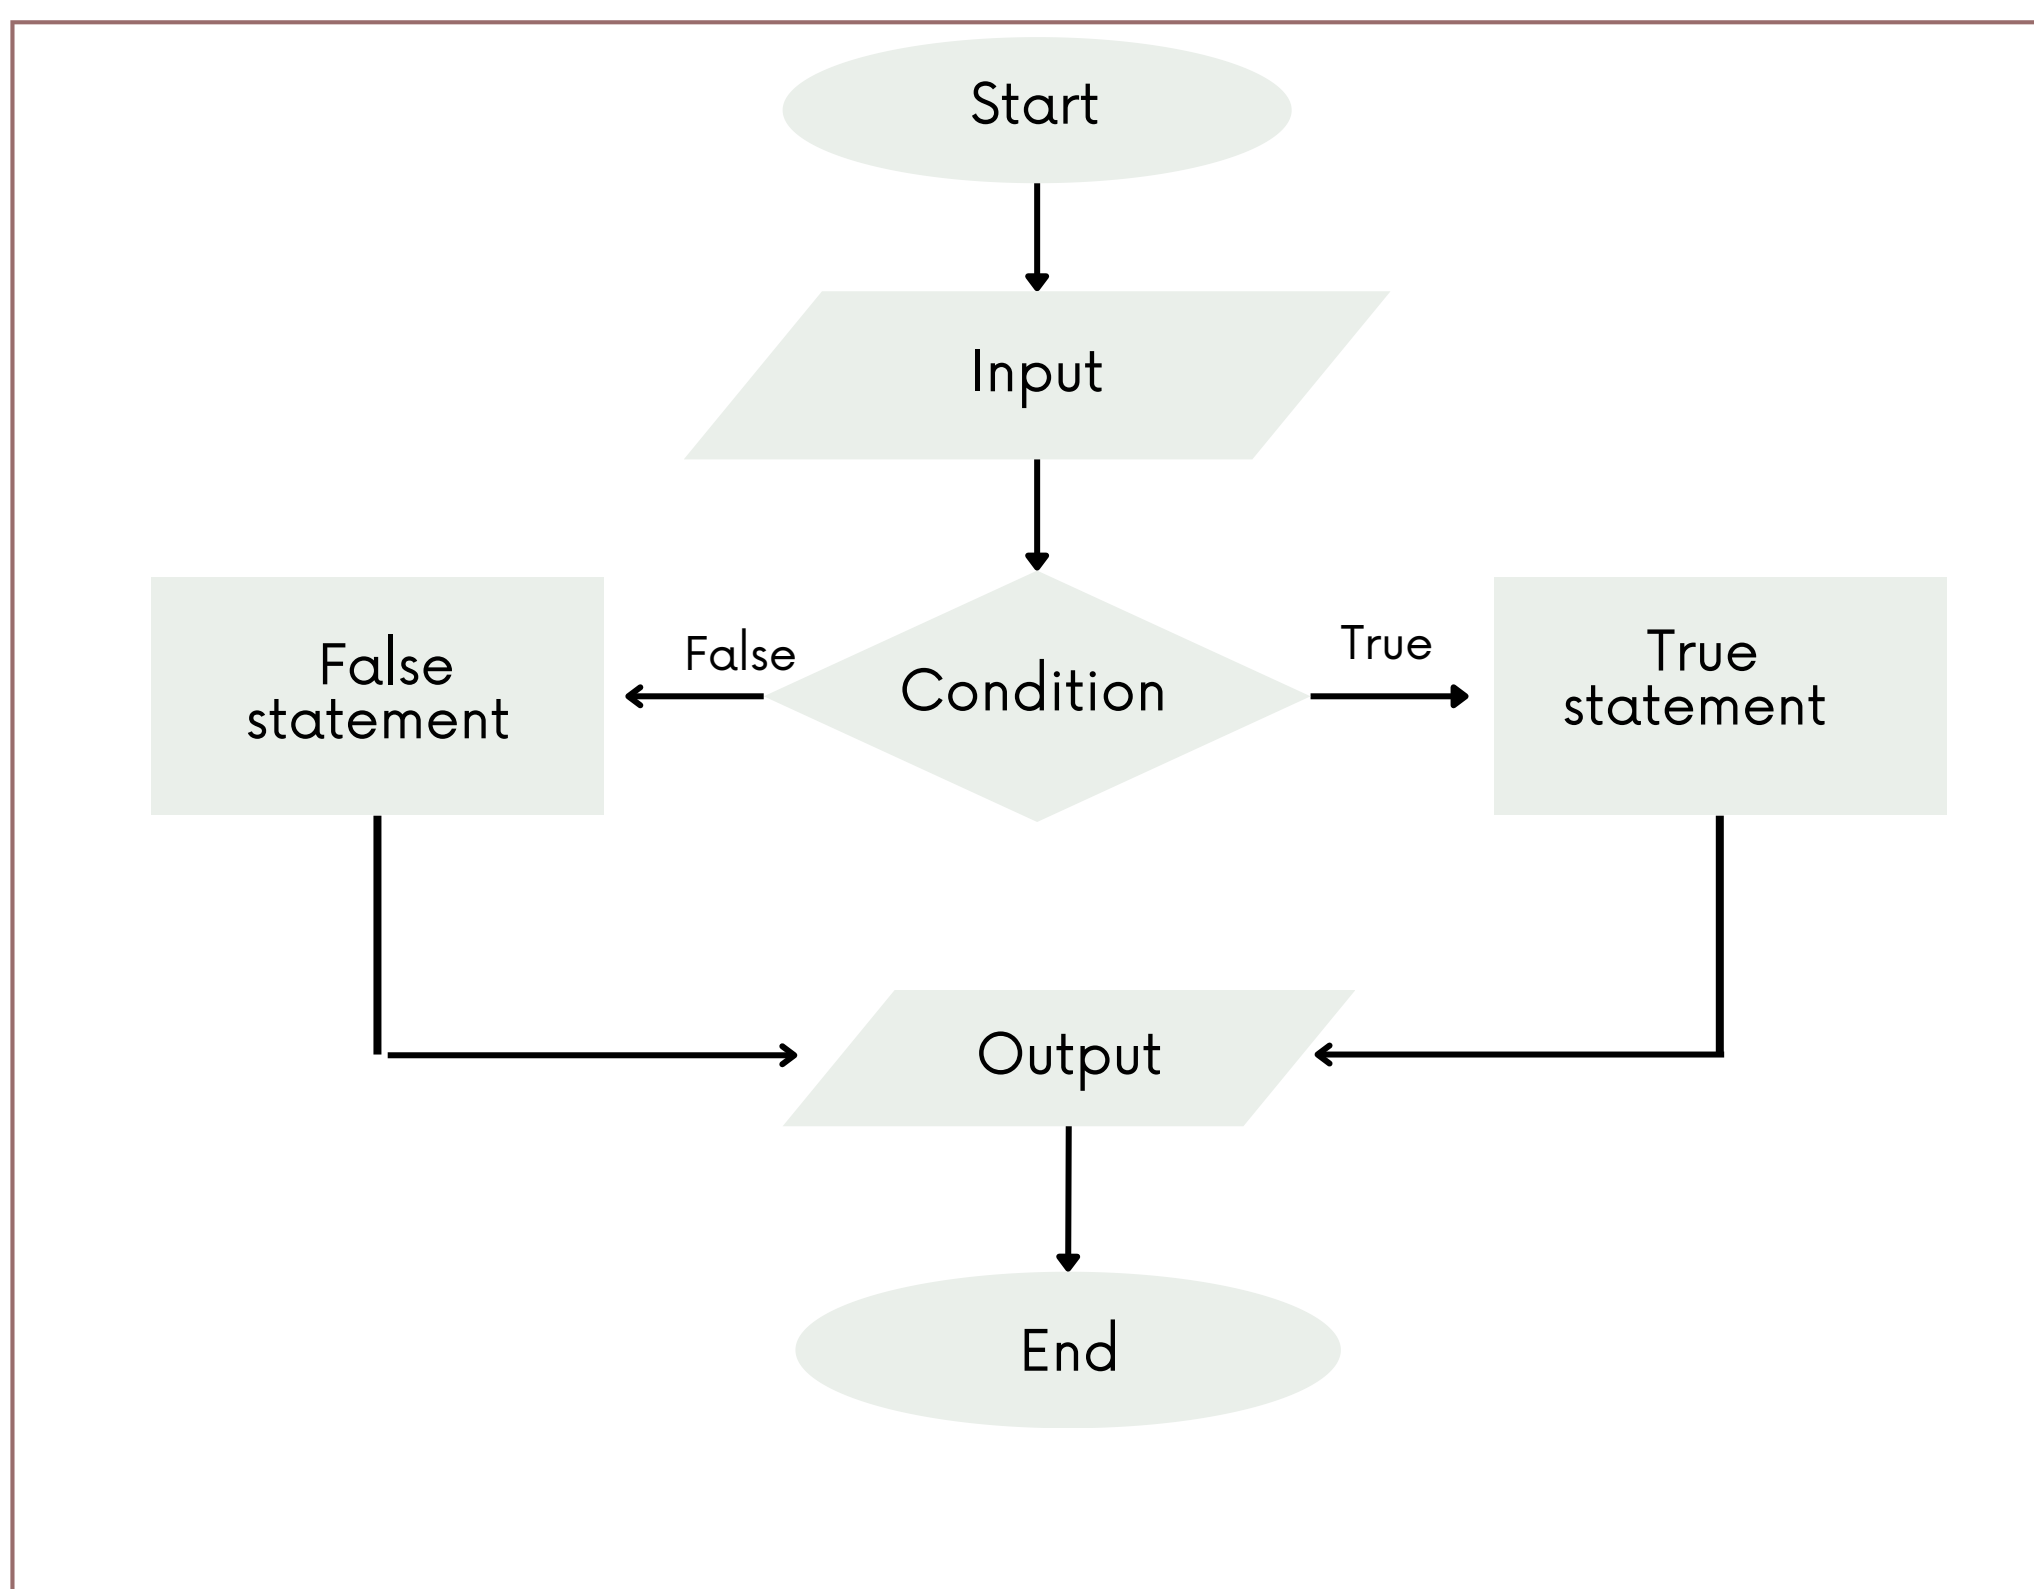 Start
Input
False
Condition
True
False
statement
True
statement
Output
End